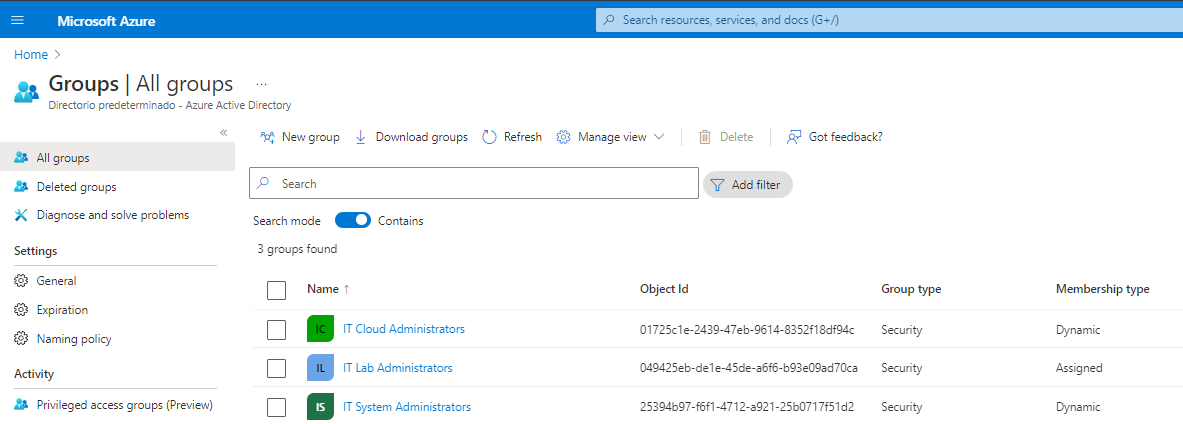 Microsoft Azure
Search resources, services, and docs (G+/)
Home >
Groups | All groups ...
Directorio predeterminado - Azure Active Directory
«
All groups
Deleted groups
Diagnose and solve problems
Settings
General
Expiration
Naming policy
Activity
Privileged access groups (Preview)
New group Download groups Refresh Manage view Delete Got feedback?
Search
Add filter
Search mode Contains
3 groups found
Name ↑ Object Id Group type Membership type
IC IT Cloud Administrators 01725c1e-2439-47eb-9614-8352f18df94c Security Dynamic
IL IT Lab Administrators 049425eb-de1e-45de-a6f6-b93e09ad70ca Security Assigned
IS IT System Administrators 25394b97-f6f1-4712-a921-25b0717f51d2 Security Dynamic